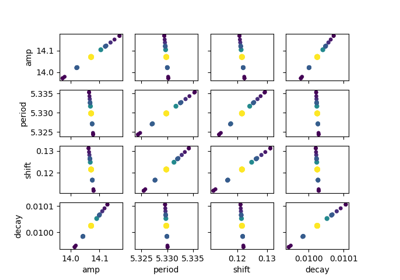 amp
14.1
14.0
period
5.335
5.330
5.325
shift
0.13
0.12
decay
0.0101
0.0100
14.0 14.1
5.325 5.330 5.335
0.12 0.13
0.0100 0.0101
amp period shift decay